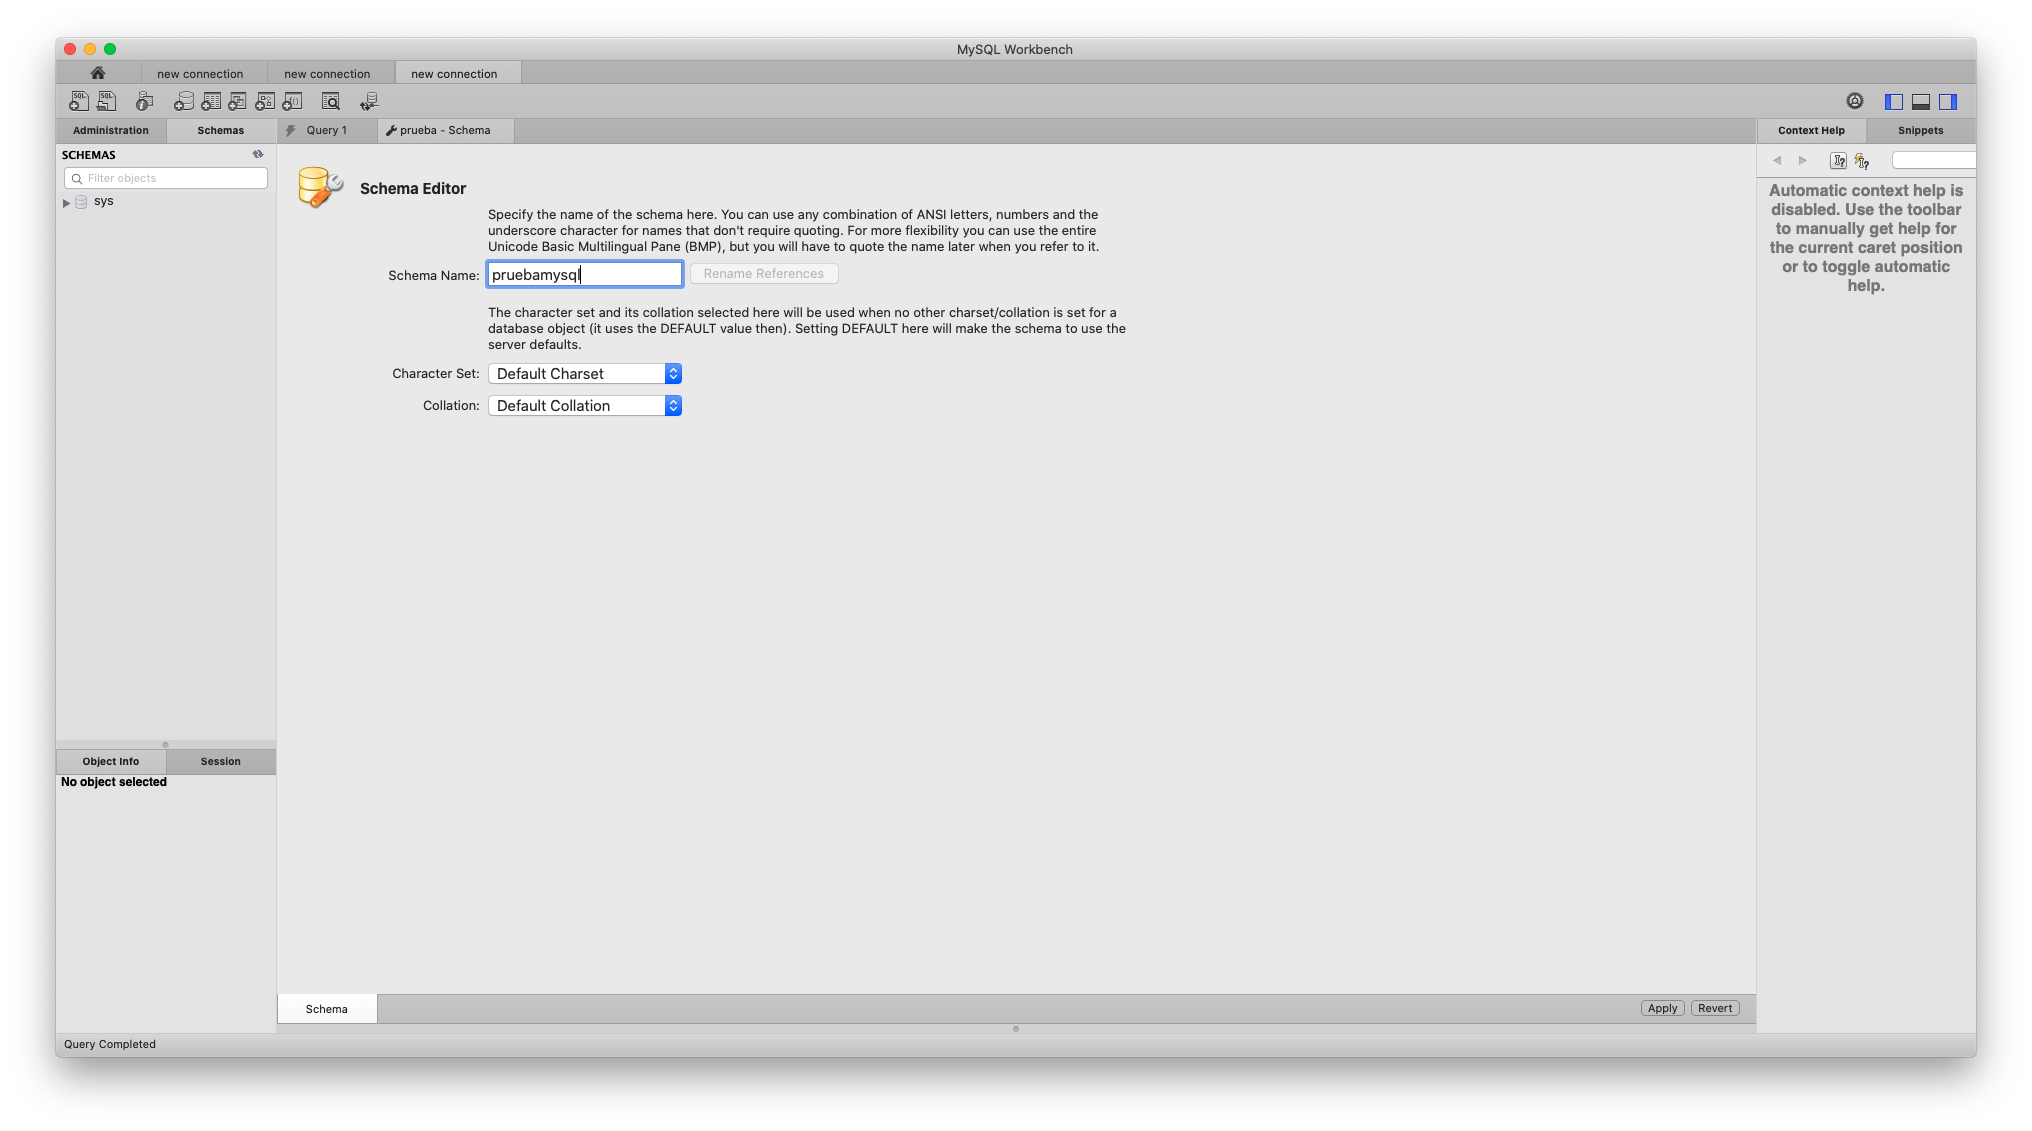 MySQL Workbench
new connection
new connection
new connection
Administration
Schemas
Query 1
prueba - Schema
Context Help
Snippets
SCHEMAS
Filter objects
sys
Schema Editor
Specify the name of the schema here. You can use any combination of ANSI letters, numbers and the
underscore character for names that don't require quoting. For more flexibility you can use the entire
Unicode Basic Multilingual Pane (BMP), but you will have to quote the name later when you refer to it.
Schema Name: pruebamysql Rename References
The character set and its collation selected here will be used when no other charset/collation is set for a
database object (it uses the DEFAULT value then). Setting DEFAULT here will make the schema to use the
server defaults.
Character Set: Default Charset
Collation: Default Collation
Automatic context help is
disabled. Use the toolbar
to manually get help for
the current caret position
or to toggle automatic
help.
Object Info
Session
No object selected
Schema
Apply
Revert
Query Completed